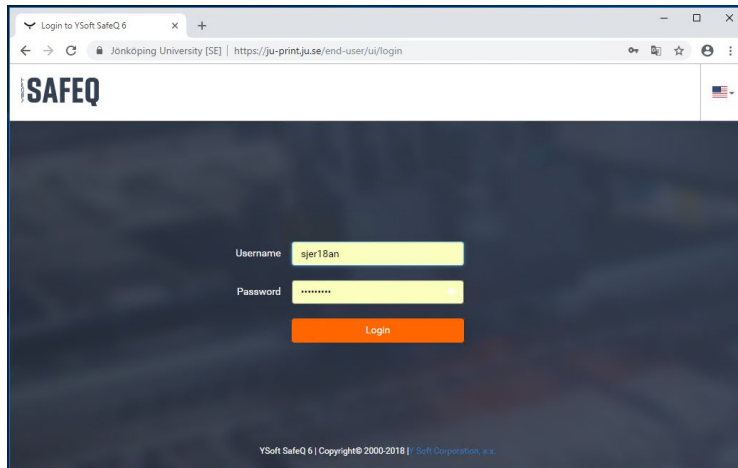 Login to YSoft SafeQ 6
Jönköping University [SE] | https://ju-print.ju.se/end-user/ui/login
SAFEQ
Username sjer18an
Password •••••••••
Login
YSoft SafeQ 6 | Copyright© 2000-2018 | Y Soft Corporation, a.s.